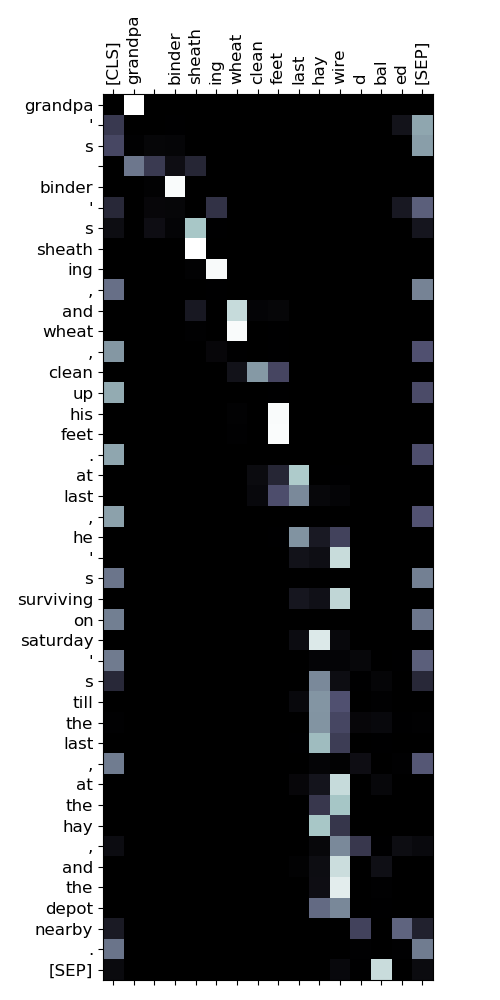 [CLS] grandpa binder sheath ing wheat clean feet last hay wire d bal ed [SEP]
grandpa
'
s
binder
'
s
sheath
ing
,
and
wheat
,
clean
up
his
feet
.
at
last
,
he
'
s
surviving
on
saturday
'
s
till
the
last
,
at
the
hay
,
and
the
depot
nearby
.
[SEP]